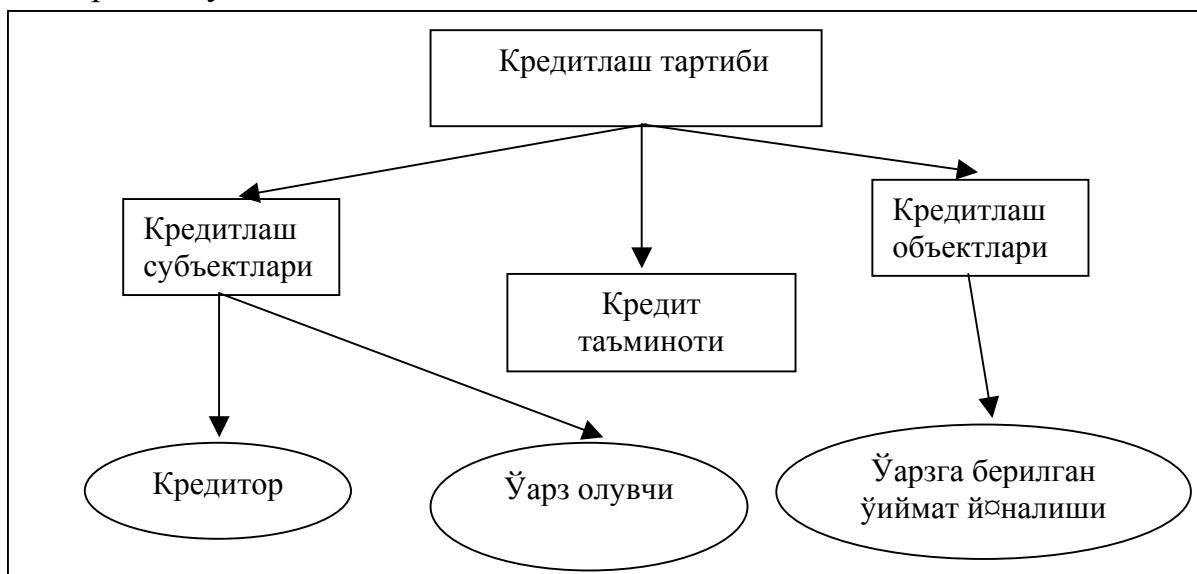 Кредитлаш тартиби
Кредитлаш
субъектлари
Кредит
таъминоти
Кредитлаш
объектлари
Кредитор
Ўарз олувчи
Ўарзга берилган
ўиймат й¤налиши